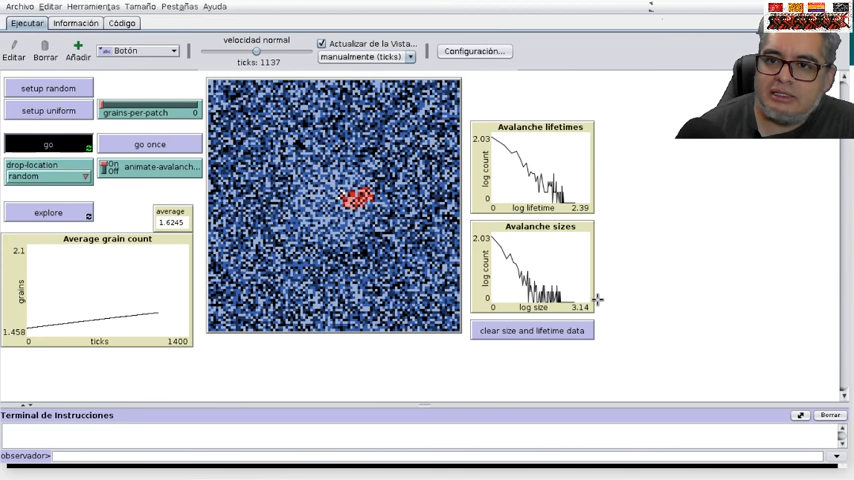 Archivo Editar Herramientas Tamaño Pestañas Ayuda
Ejecutar Información Código
Editar Borrar Añadir
Botón
velocidad normal
ticks: 1137
Actualizar de la Vista...
manualmente (ticks)
Configuración...
setup random
setup uniform
grains-per-patch 0
go
go once
drop-location
random
On
Off
animate-avalanch...
explore
average
1.6245
Average grain count
2.1
grains
1.458
0 ticks 1400
Avalanche lifetimes
2.03
log count
0
0 log lifetime 2.39
Avalanche sizes
2.03
log count
0
0 log size 3.14
clear size and lifetime data
Terminal de Instrucciones
Borrar
observador>